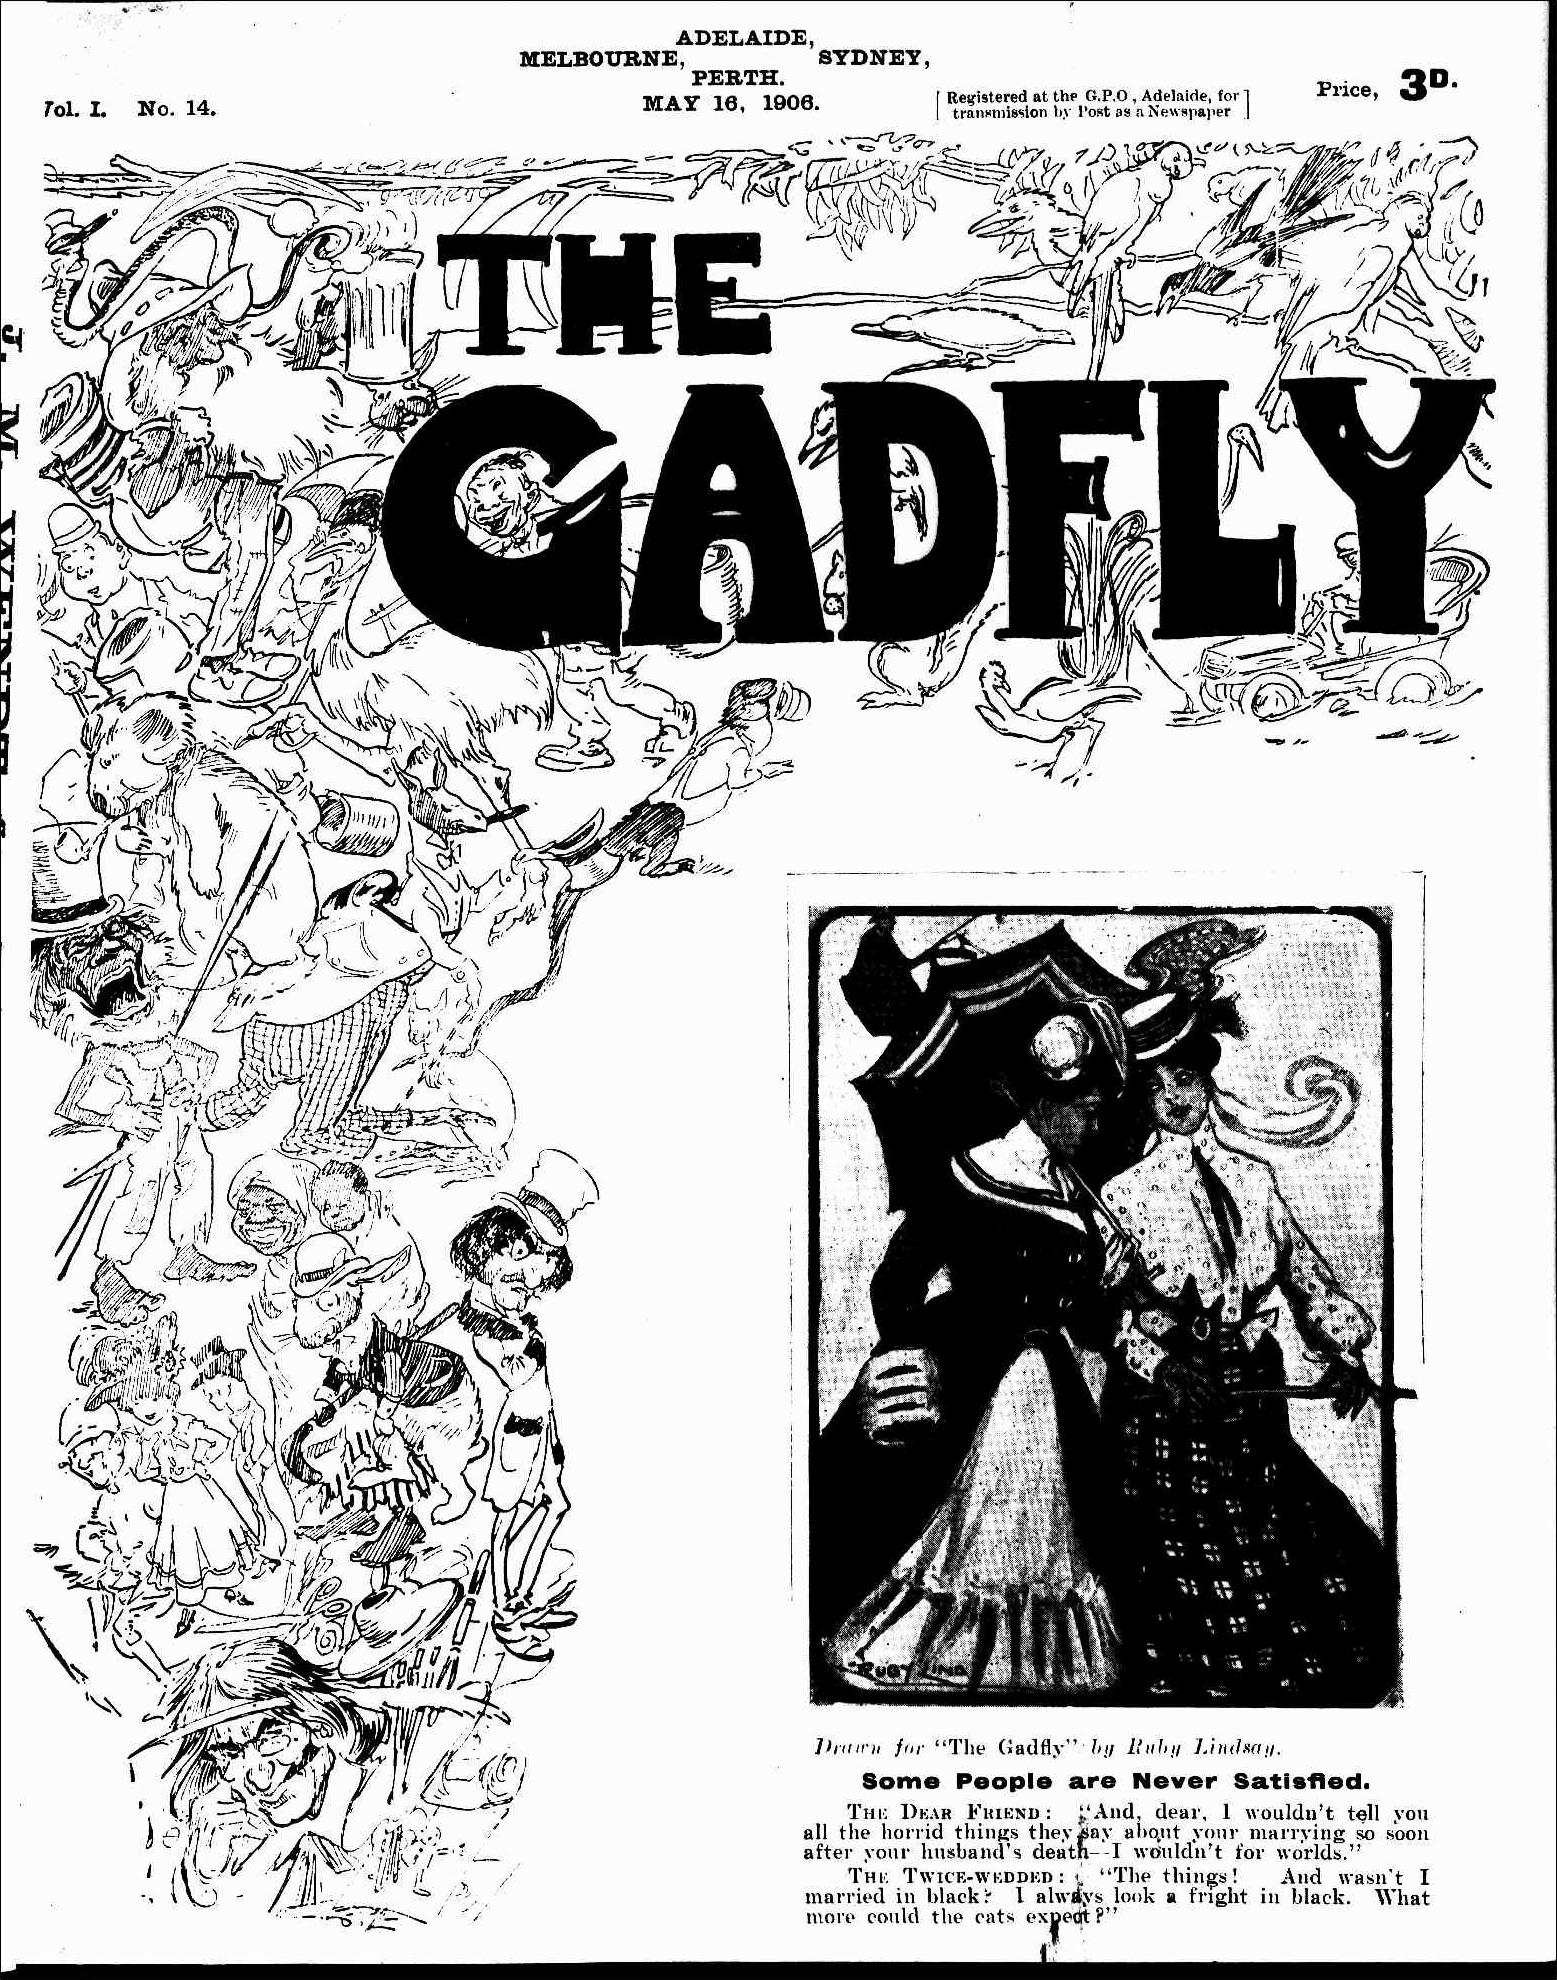 ADELAIDE,
MELBOURNE, SYDNEY,
PERTH.
MAY 16, 1906.
Vol. I. No. 14.
[Registered at the G.P.O, Adelaide, for
transmission by Post as a Newspaper]
Price, 3D.
THE
GADFLY
J. M. WENDT
RUBY LIND
Drawn for "The Gadfly" by Ruby Lindsay.
Some People are Never Satisfied.
THE DEAR FRIEND: "And, dear, I wouldn't tell you
all the horrid things they say about your marrying so soon
after your husband's death--I wouldn't for worlds."
THE TWICE-WEDDED: "The things! And wasn't I
married in black? I always look a fright in black. What
more could the cats expect?"